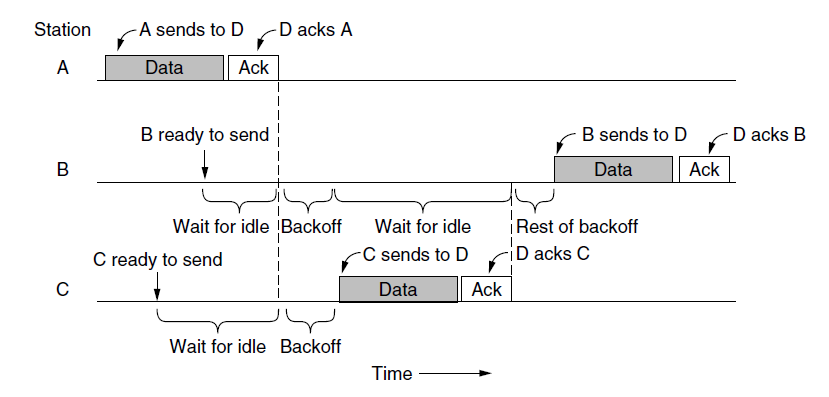 Station
A sends to D
D acks A
A
Data
Ack
B ready to send
B sends to D
D acks B
B
Data
Ack
Wait for idle
Backoff
Wait for idle
Rest of backoff
C ready to send
C sends to D
D acks C
C
Data
Ack
Wait for idle
Backoff
Time